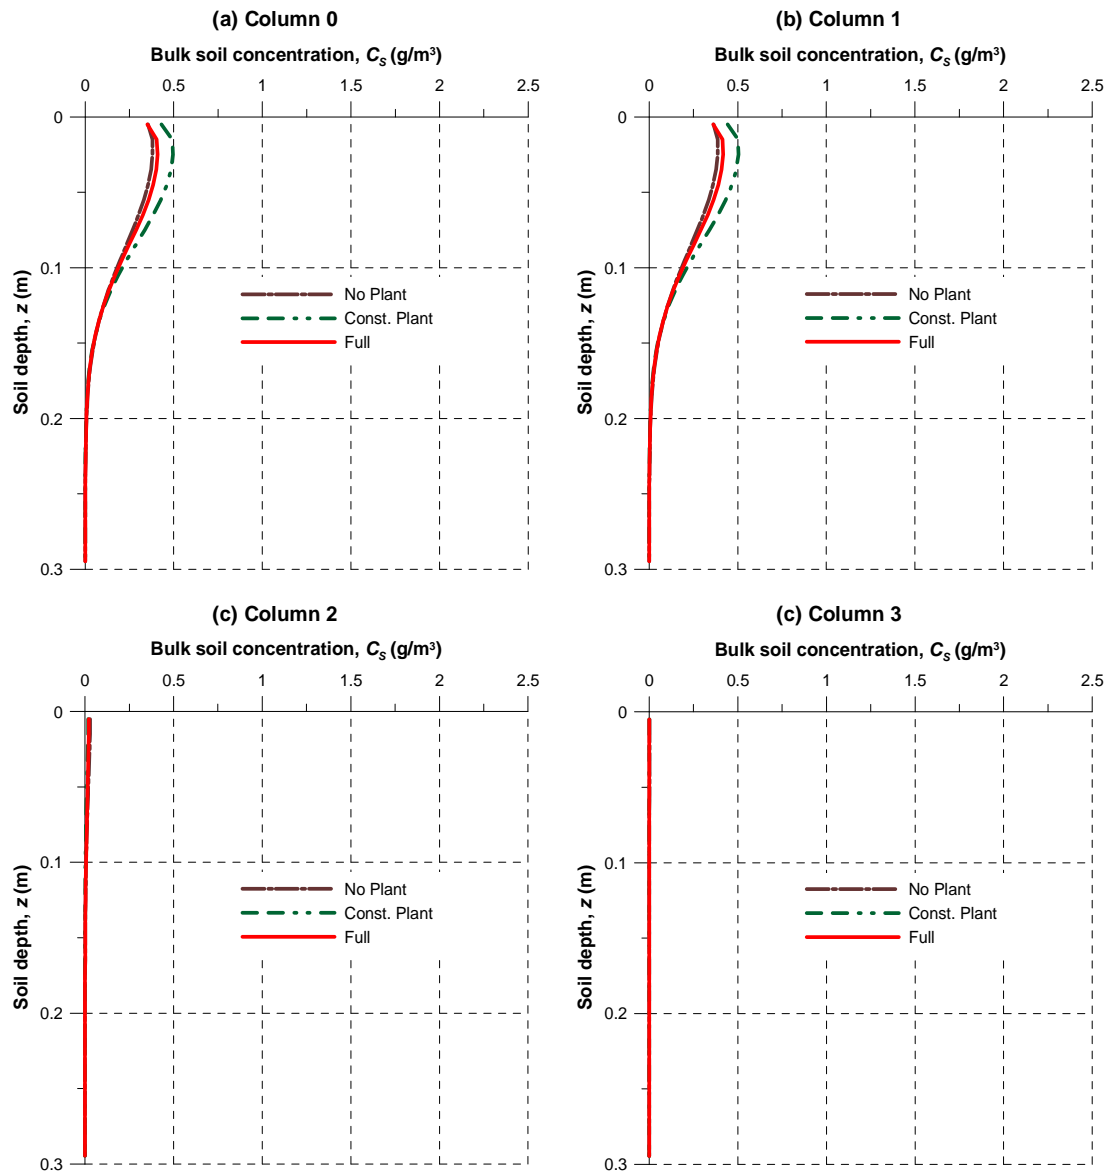 (a) Column 0
Bulk soil concentration, CS (g/m³)
0 0.5 1 1.5 2 2.5
0
0.1
0.2
0.3
Soil depth, z (m)
No Plant
Const. Plant
Full
(b) Column 1
Bulk soil concentration, CS (g/m³)
0 0.5 1 1.5 2 2.5
0
0.1
0.2
0.3
Soil depth, z (m)
No Plant
Const. Plant
Full
(c) Column 2
Bulk soil concentration, CS (g/m³)
0 0.5 1 1.5 2 2.5
0
0.1
0.2
0.3
Soil depth, z (m)
No Plant
Const. Plant
Full
(c) Column 3
Bulk soil concentration, CS (g/m³)
0 0.5 1 1.5 2 2.5
0
0.1
0.2
0.3
Soil depth, z (m)
No Plant
Const. Plant
Full